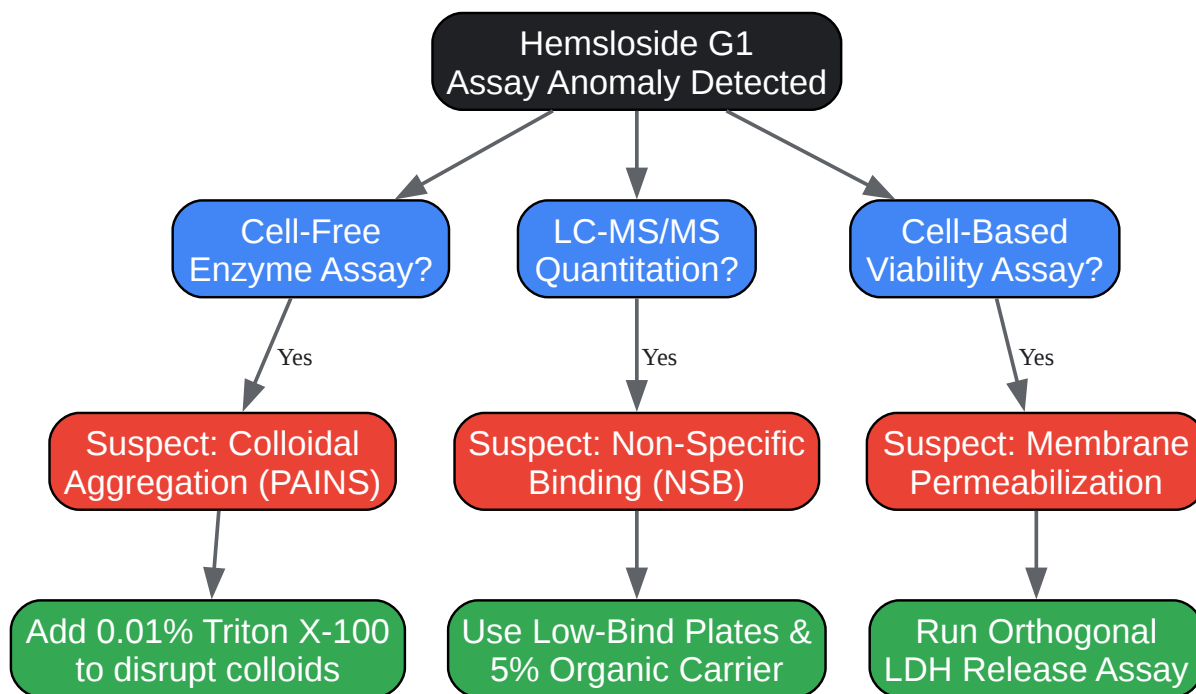 Hemsloside G1
Assay Anomaly Detected
Cell-Free
Enzyme Assay?
LC-MS/MS
Quantitation?
Cell-Based
Viability Assay?
Yes
Yes
Yes
Suspect: Colloidal
Aggregation (PAINS)
Suspect: Non-Specific
Binding (NSB)
Suspect: Membrane
Permeabilization
Add 0.01% Triton X-100
to disrupt colloids
Use Low-Bind Plates &
5% Organic Carrier
Run Orthogonal
LDH Release Assay